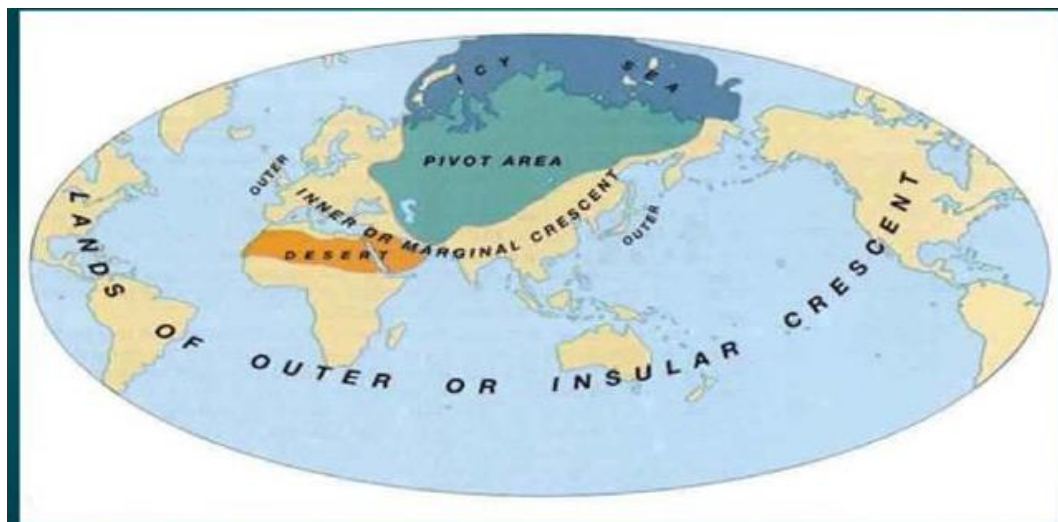 ICY SEA
PIVOT AREA
OUTER
INNER OR MARGINAL CRESCENT
OUTER
DESERT
LANDS OF OUTER OR INSULAR CRESCENT